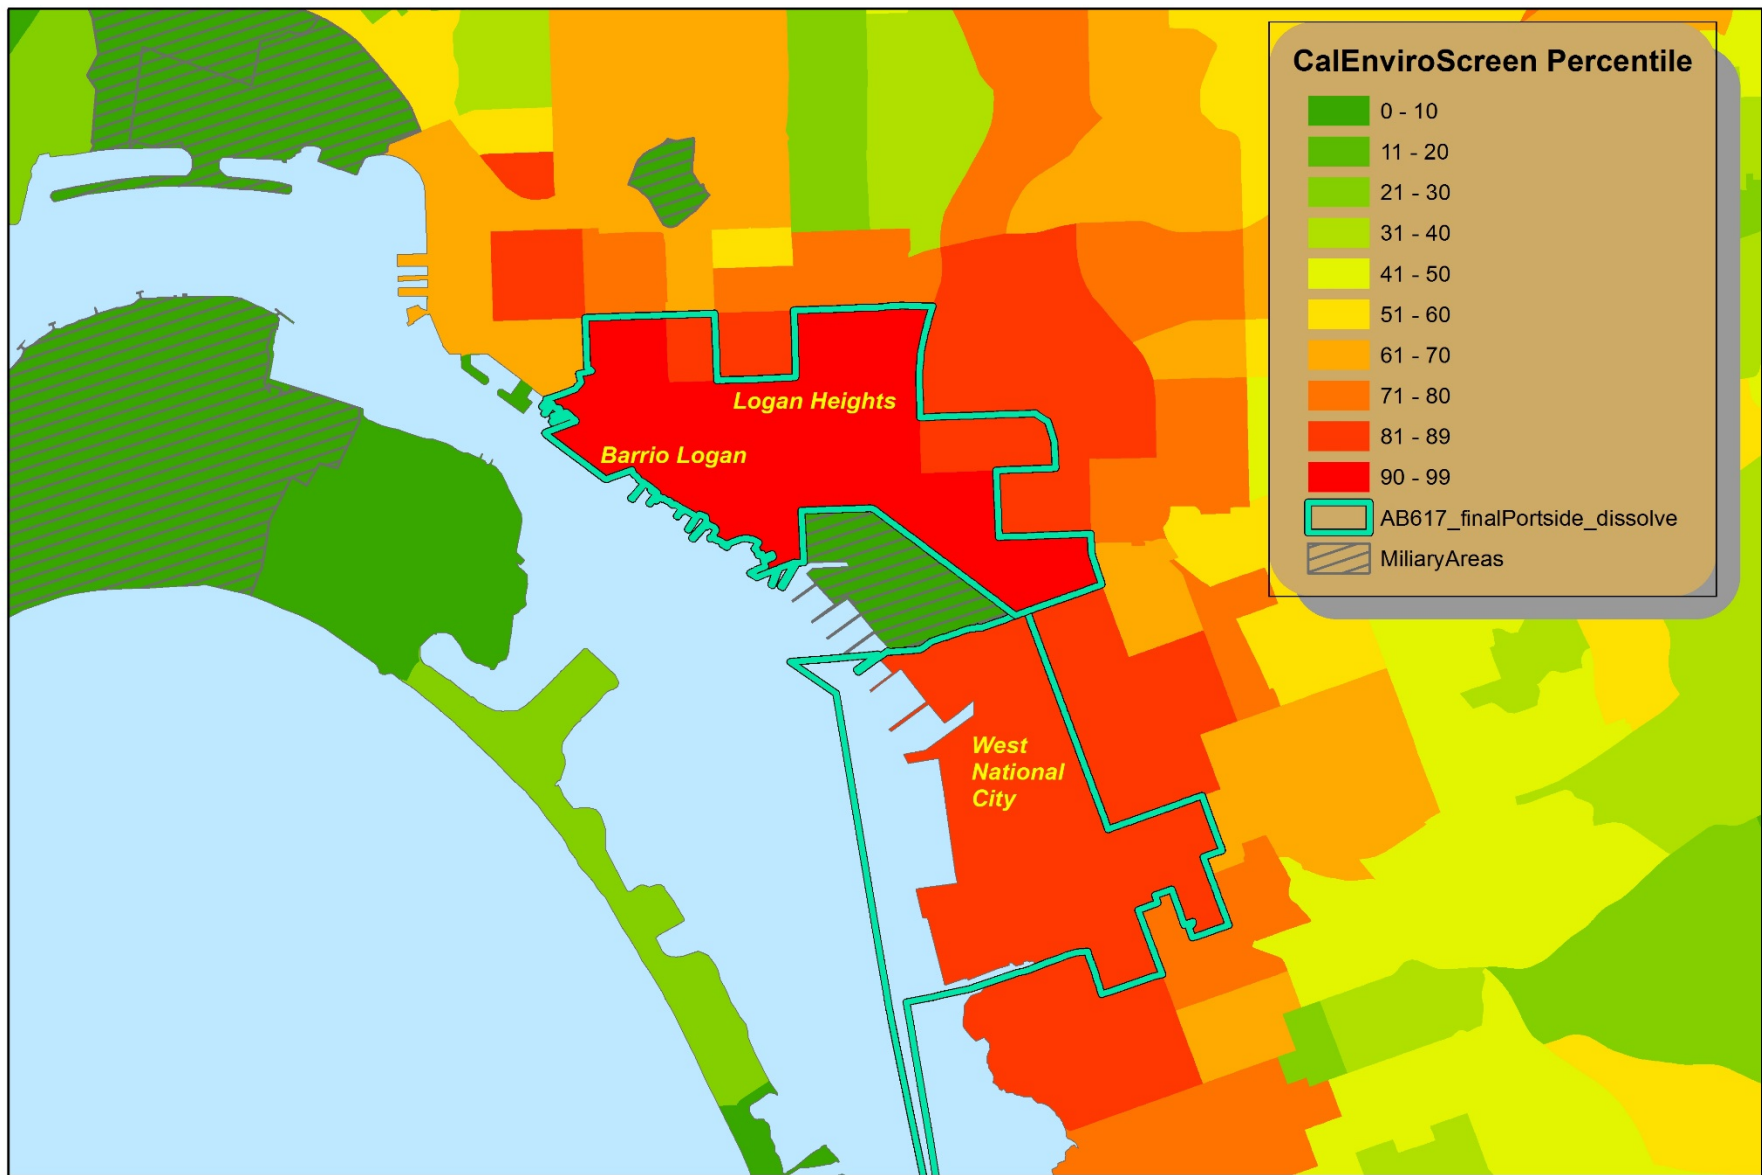 CalEnviroScreen Percentile
0 - 10
11 - 20
21 - 30
31 - 40
41 - 50
51 - 60
61 - 70
71 - 80
81 - 89
90 - 99
AB617_finalPortside_dissolve
MiliaryAreas
Logan Heights
Barrio Logan
West
National
City